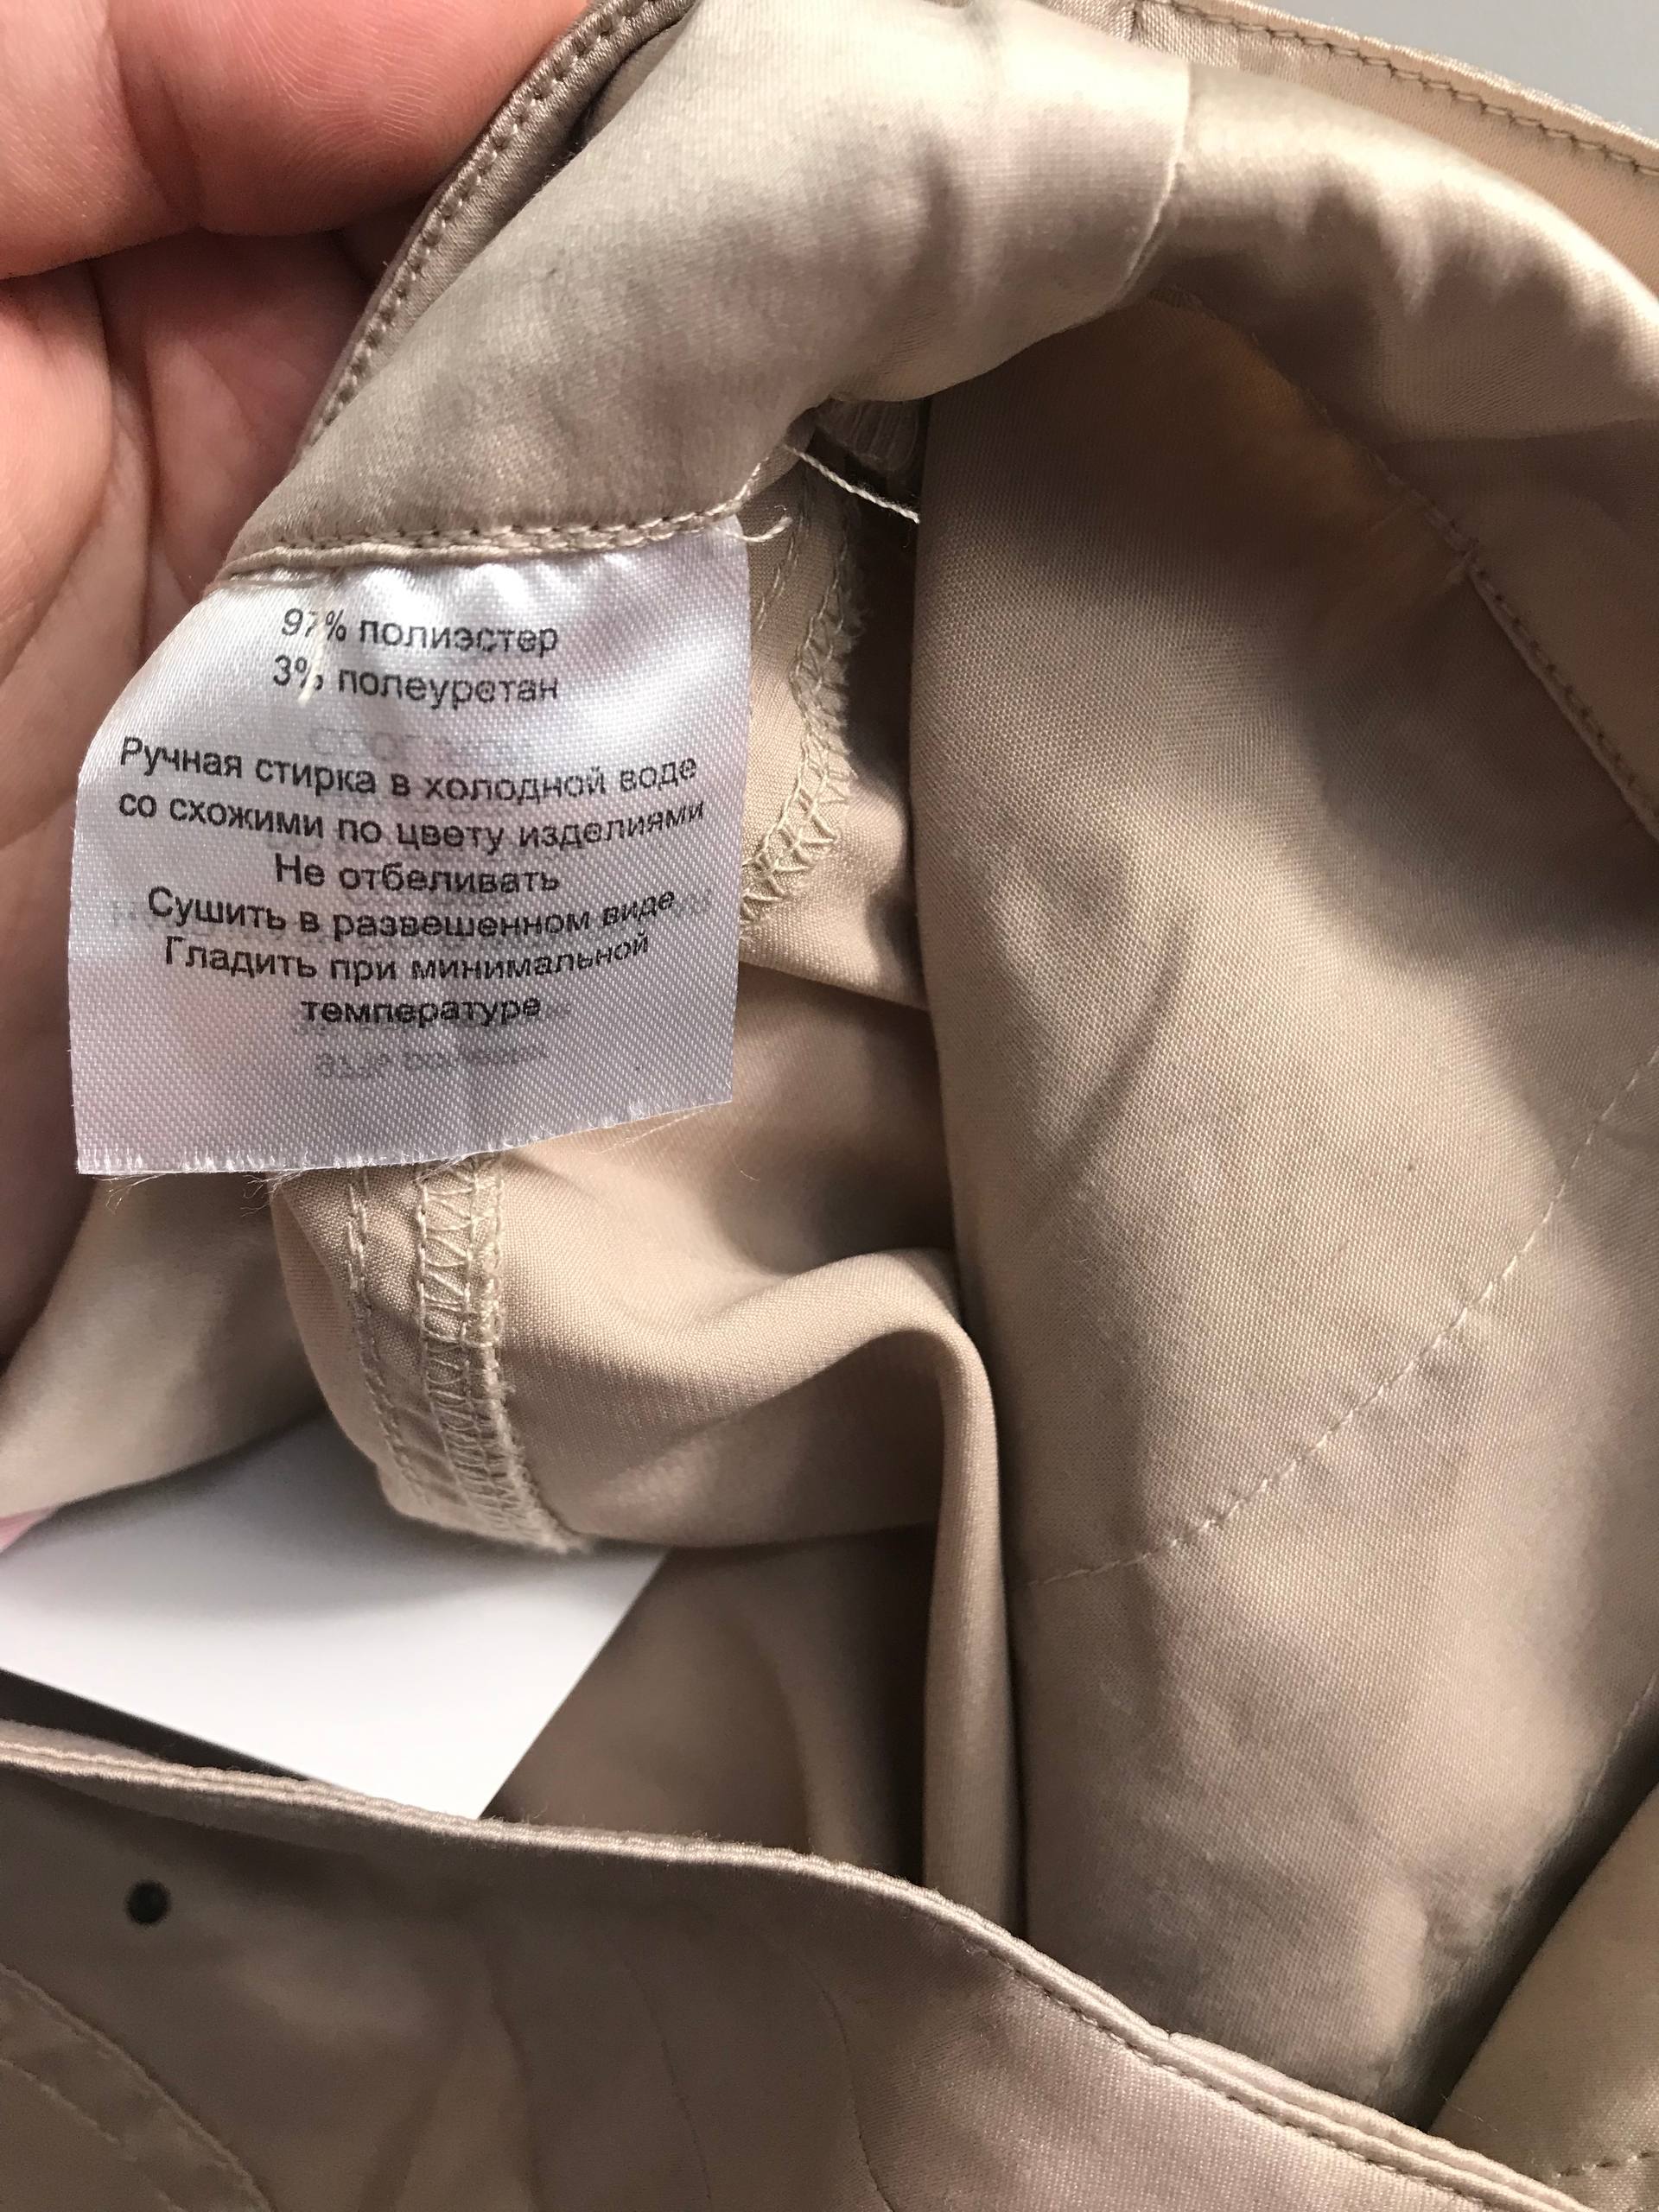 97% полиэстер
3% полеуретан
Ручная стирка в холодной воде
со схожими по цвету изделиями
Не отбеливать
Сушить в развешенном виде
Гладить при минимальной
температуре